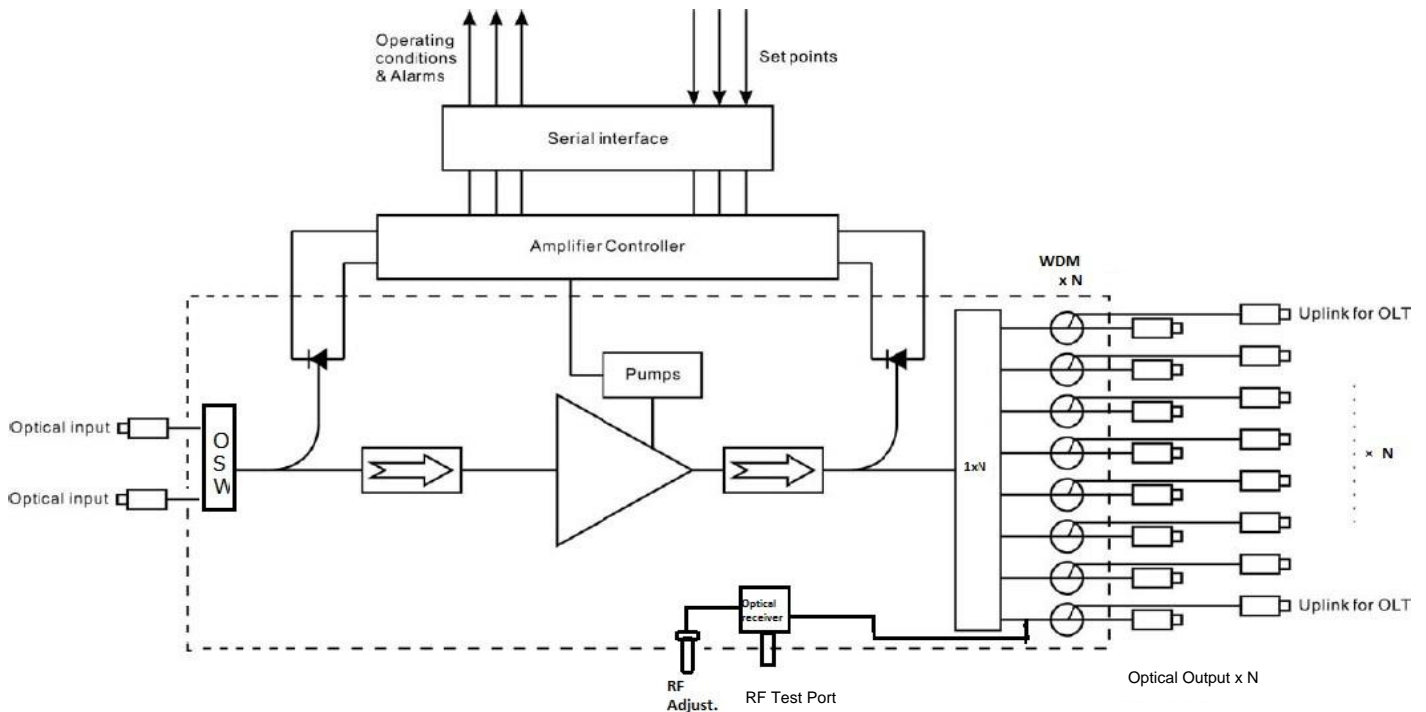 Operating
conditions
& Alarms
Set points
Serial interface
Amplifier Controller
WDM
x N
Uplink for OLT
Pumps
Optical input
OSW
1xN
× N
Optical input
Optical
receiver
Uplink for OLT
RF
Adjust.
RF Test Port
Optical Output x N